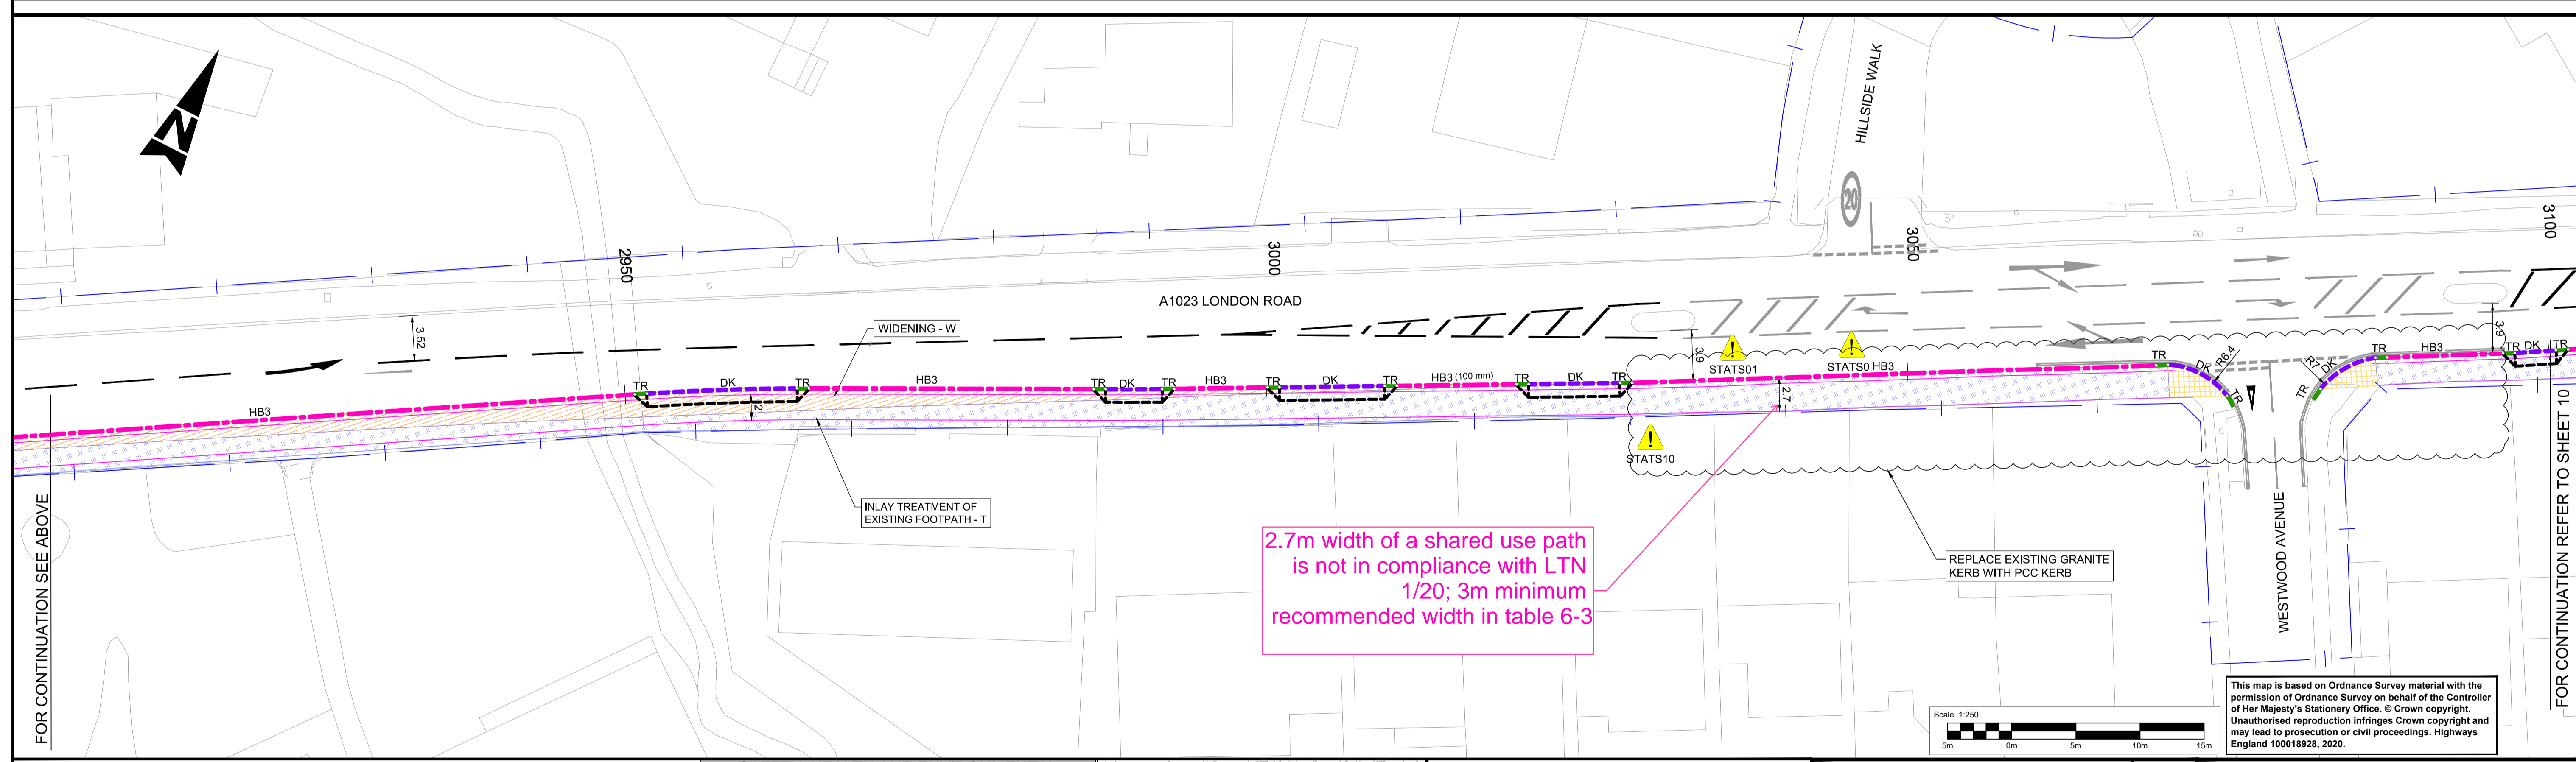 N
HILLSIDE WALK
20
2950
3000
3050
3100
A1023 LONDON ROAD
3.52
WIDENING - W
3.9
STATS01
STATS0
HB3
TR
DK
R6.4
TR
R7
DK
TR
TR
HB3
3.9
TR
DK
TR
HB3
TR
DK
TR
HB3
TR
DK
TR
HB3
TR
DK
TR
HB3 (100 mm)
TR
DK
TR
2
2.7
STATS10
INLAY TREATMENT OF
EXISTING FOOTPATH - T
2.7m width of a shared use path
is not in compliance with LTN
1/20; 3m minimum
recommended width in table 6-3
REPLACE EXISTING GRANITE
KERB WITH PCC KERB
WESTWOOD AVENUE
FOR CONTINUATION SEE ABOVE
FOR CONTINUATION REFER TO SHEET 10
Scale 1:250
5m 0m 5m 10m 15m
This map is based on Ordnance Survey material with the
permission of Ordnance Survey on behalf of the Controller
of Her Majesty's Stationery Office. © Crown copyright.
Unauthorised reproduction infringes Crown copyright and
may lead to prosecution or civil proceedings. Highways
England 100018928, 2020.